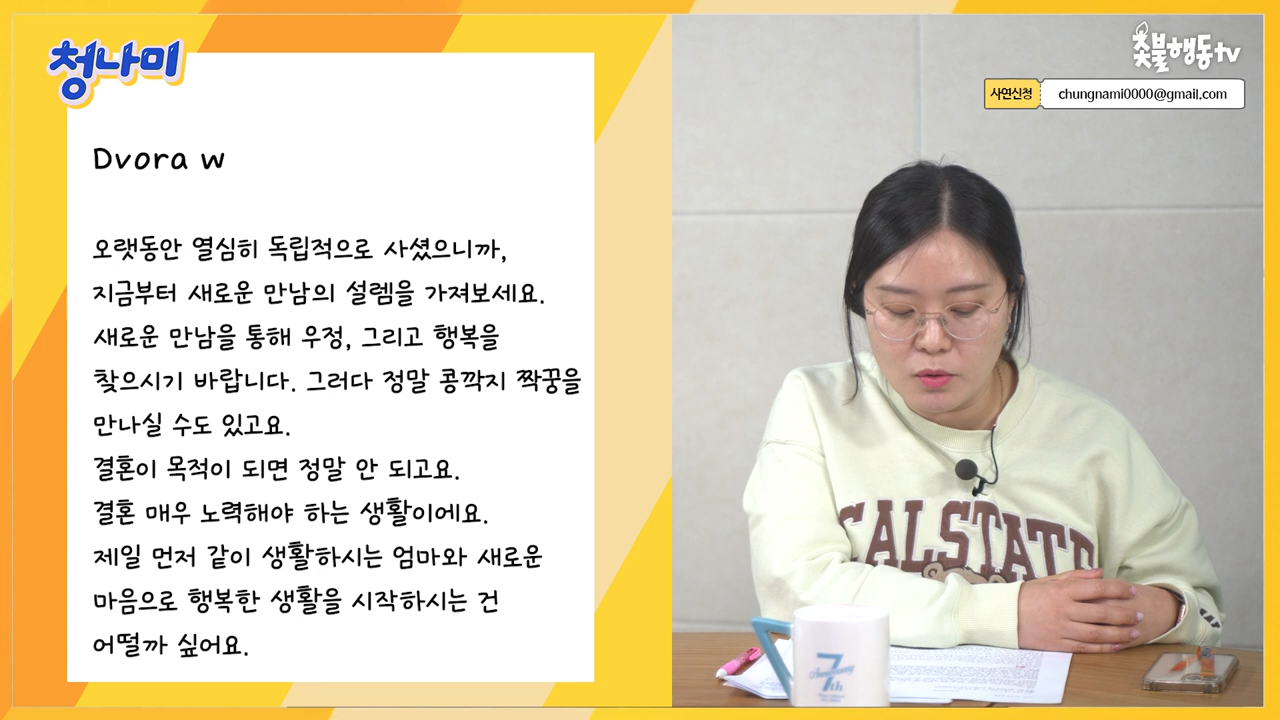 청나미
촛불행동tv
사연신청
chungnami0000@gmail.com
Dvora w
오랫동안 열심히 독립적으로 사셨으니까,
지금부터 새로운 만남의 설렘을 가져보세요.
새로운 만남을 통해 우정, 그리고 행복을
찾으시기 바랍니다. 그러다 정말 콩깍지 짝꿍을
만나실 수도 있고요.
결혼이 목적이 되면 정말 안 되고요.
결혼 매우 노력해야 하는 생활이에요.
제일 먼저 같이 생활하시는 엄마와 새로운
마음으로 행복한 생활을 시작하시는 건
어떨까 싶어요.
CALSTATE
7th
Anniversary